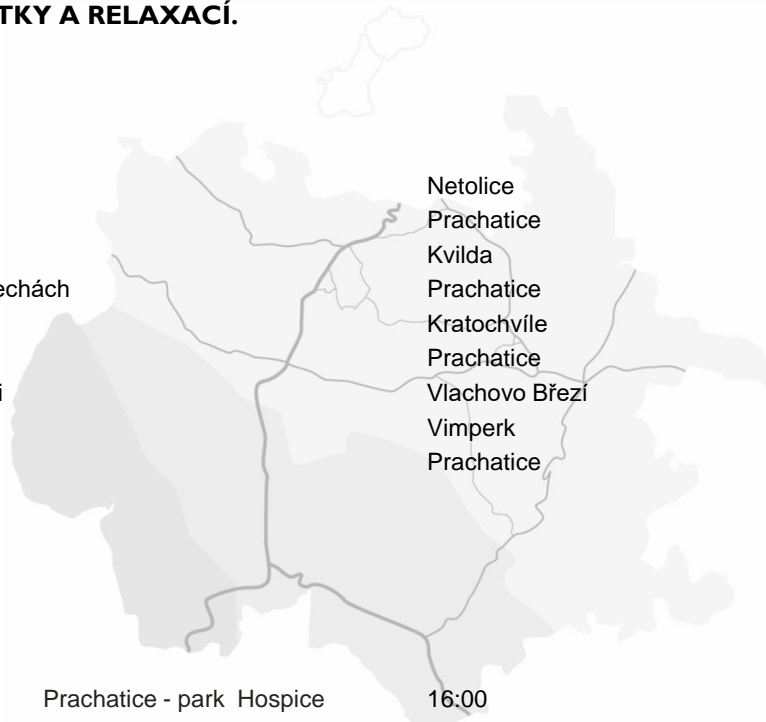 TKY A RELAXACÍ.
Netolice
Prachatice
Kvilda
echách Prachatice
Kratochvíle
Prachatice
i Vlachovo Březí
Vimperk
Prachatice
Prachatice - park Hospice 16:00